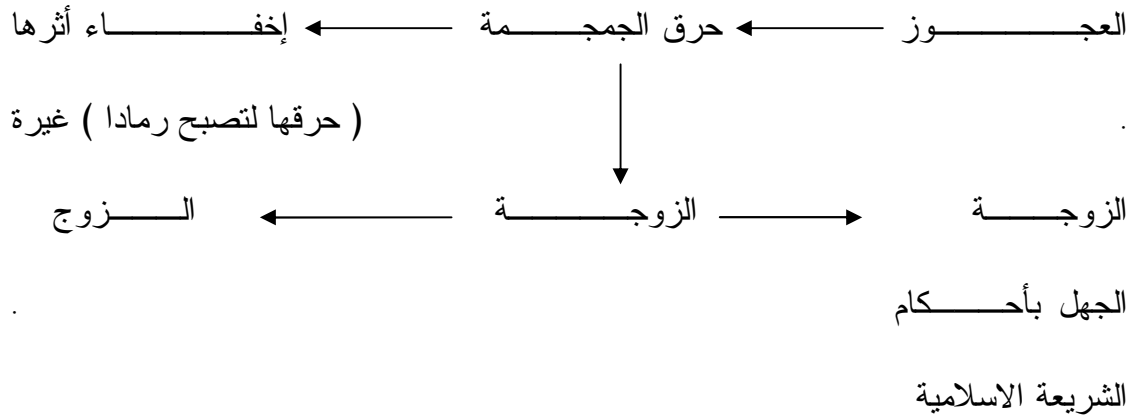 العجوز حرق الجمجمة إخفاء أثرها
. ( حرقها لتصبح رمادا ) غيرة
الزوجة الزوجة الزوج
الجهل بأحكام .
الشريعة الاسلامية